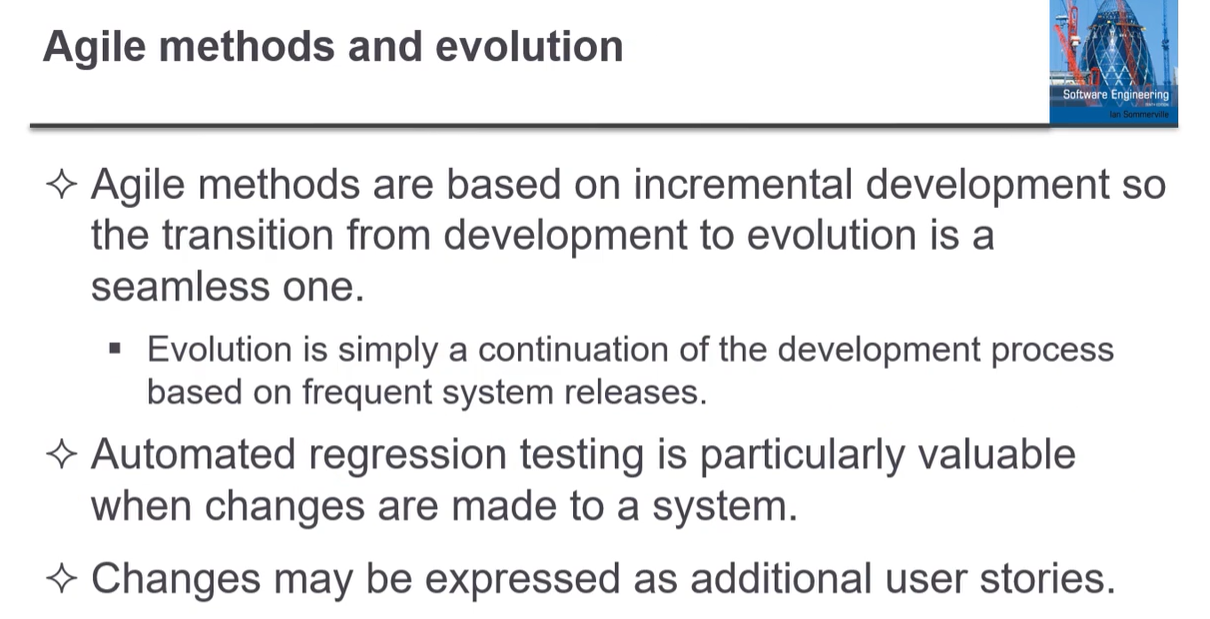 Agile methods and evolution
Software Engineering
Ian Sommerville
✧ Agile methods are based on incremental development so
the transition from development to evolution is a
seamless one.
▪ Evolution is simply a continuation of the development process
based on frequent system releases.
✧ Automated regression testing is particularly valuable
when changes are made to a system.
✧ Changes may be expressed as additional user stories.